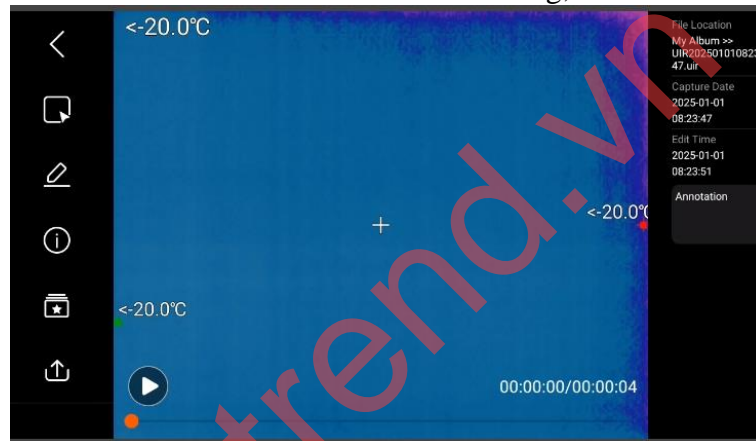 <-20.0℃
<-20.0℃
<-20.0℃
00:00:00/00:00:04
File Location
My Album >>
UIR202501010823
47.uir
Capture Date
2025-01-01
08:23:47
Edit Time
2025-01-01
08:23:51
Annotation
trend.vn